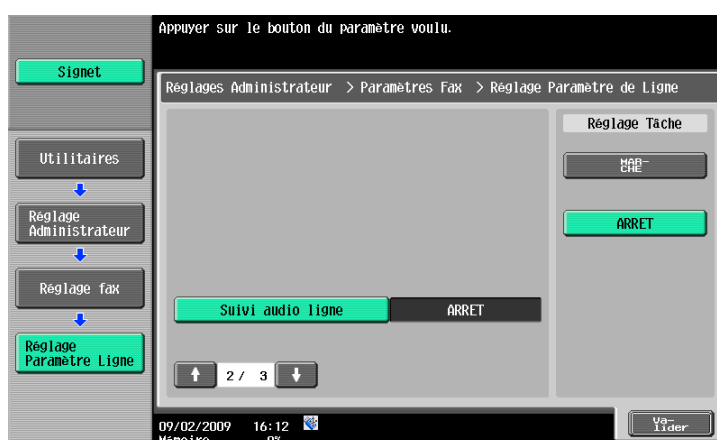 Appuyer sur le bouton du paramètre voulu.
Signet
Réglages Administrateur > Paramètres Fax > Réglage Paramètre de Ligne
Réglage Tâche
MAR-
CHE
ARRET
Utilitaires
Réglage
Administrateur
Réglage fax
Réglage
Paramètre Ligne
Suivi audio ligne
ARRET
2/ 3
09/02/2009 16:12
Mémoire 0%
Va-
lider